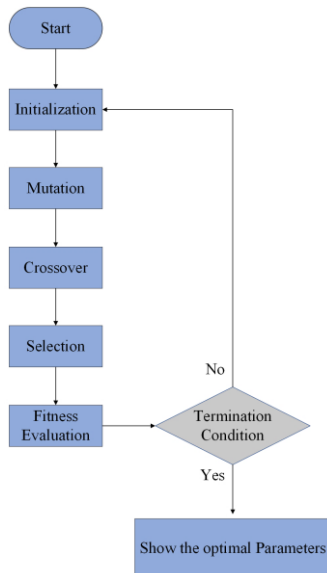 Start
Initialization
Mutation
Crossover
Selection
Fitness
Evaluation
No
Termination
Condition
Yes
Show the optimal Parameters